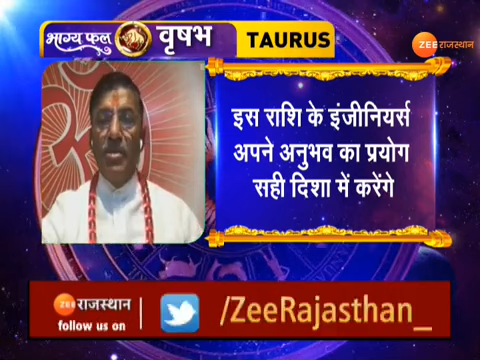 भाग्य फल
वृषभ
TAURUS
ZEE राजस्थान
इस राशि के इंजीनियर्स
अपने अनुभव का प्रयोग
सही दिशा में करेंगे
ZEE राजस्थान
follow us on
/ZeeRajasthan_